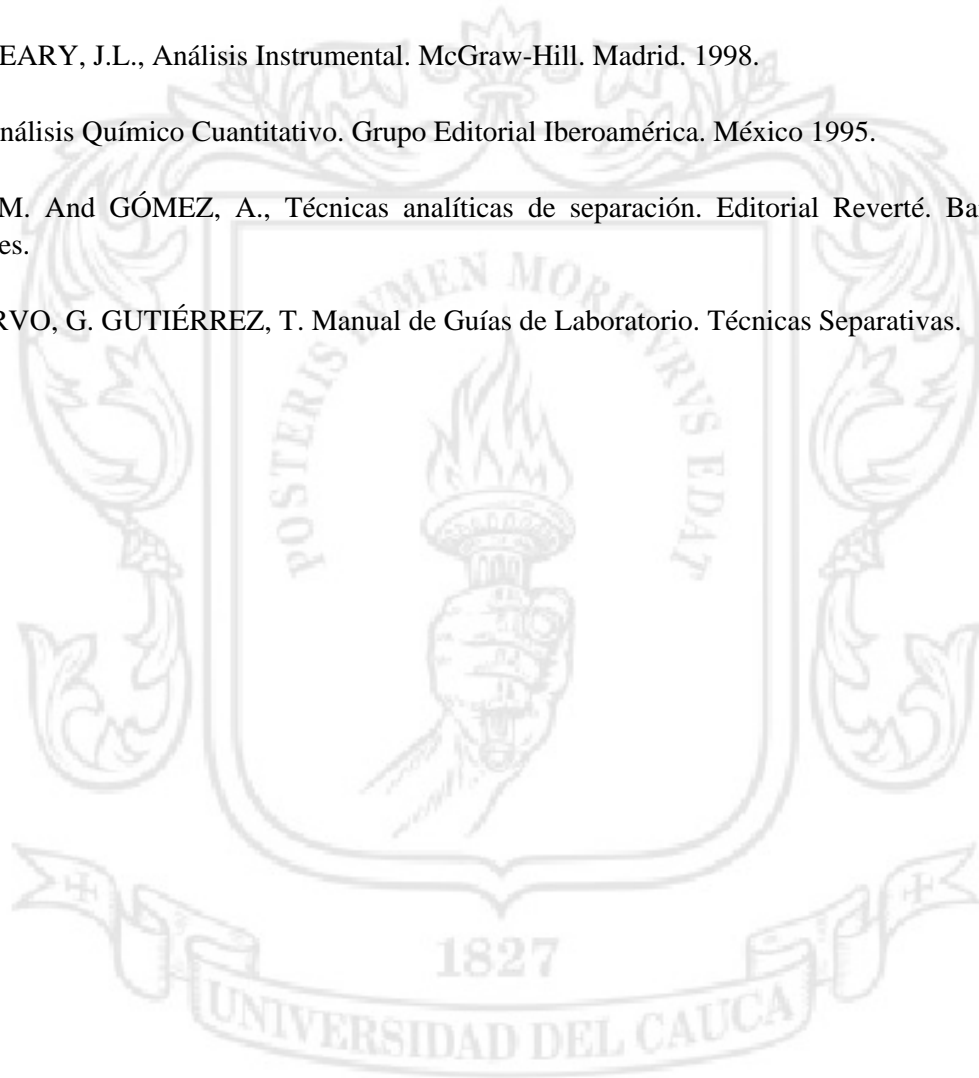 EARY, J.L., Análisis Instrumental. McGraw-Hill. Madrid. 1998.
nálisis Químico Cuantitativo. Grupo Editorial Iberoamérica. México 1995.
M. And GÓMEZ, A., Técnicas analíticas de separación. Editorial Reverté. Ba
es.
RVO, G. GUTIÉRREZ, T. Manual de Guías de Laboratorio. Técnicas Separativas.
POSTERIS LVMEN MORITVRVS EDAT
1827
UNIVERSIDAD DEL CAUCA